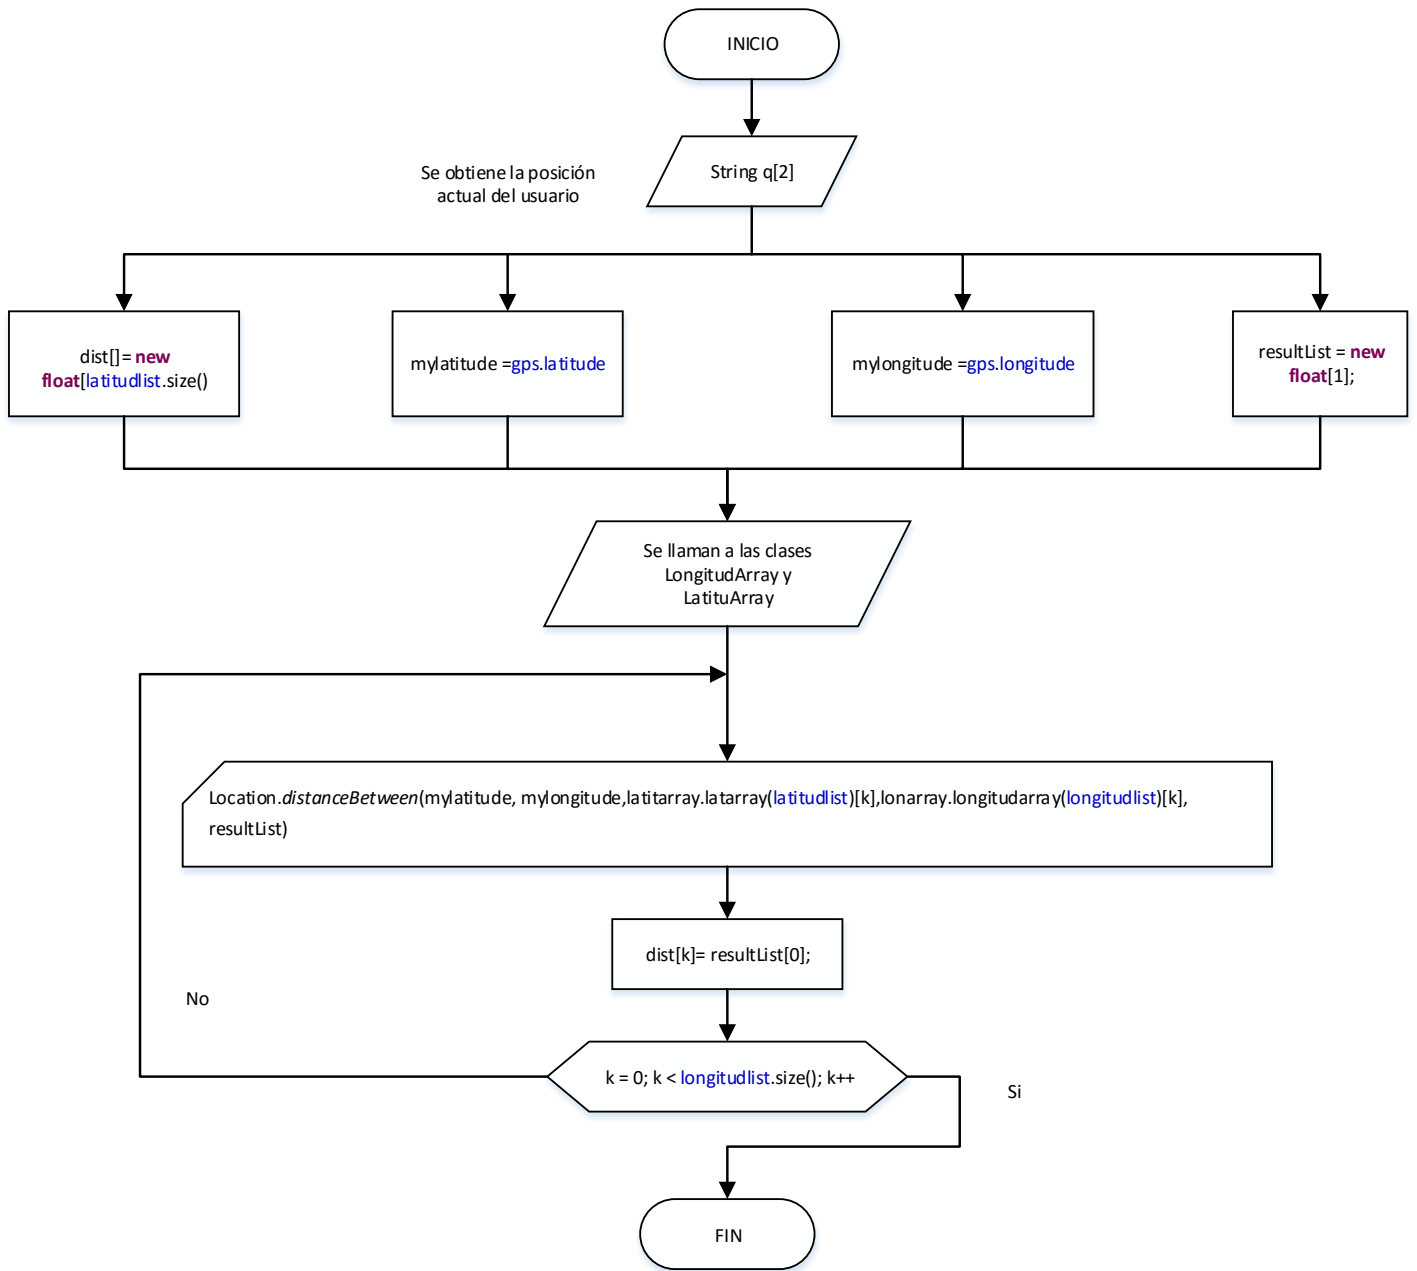 INICIO
Se obtiene la posición
actual del usuario
String q[2]
dist[]= new
float[latitudlist.size()
mylatitude =gps.latitude
mylongitude =gps.longitude
resultList = new
float[1];
Se llaman a las clases
LongitudArray y
LatituArray
Location.distanceBetween(mylatitude, mylongitude,latitarray.latarray(latitudlist)[k],lonarray.longitudarray(longitudlist)[k],
resultList)
dist[k]= resultList[0];
No
k = 0; k < longitudlist.size(); k++
Si
FIN